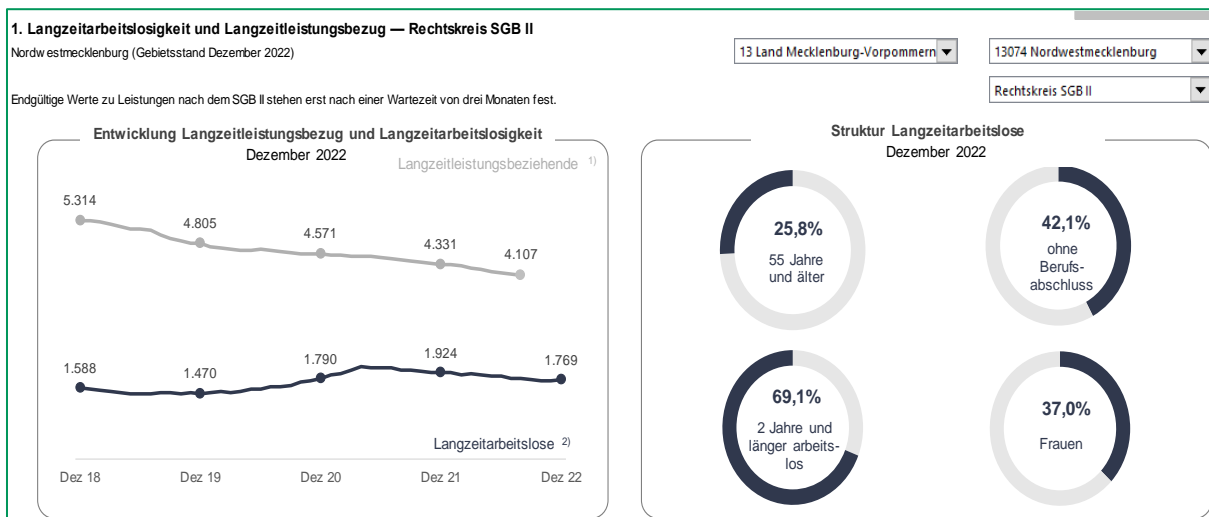 1. Langzeitarbeitslosigkeit und Langzeitleistungsbezug — Rechtskreis SGB II
Nordwestmecklenburg (Gebietsstand Dezember 2022)
13 Land Mecklenburg-Vorpommern
13074 Nordwestmecklenburg
Rechtskreis SGB II
Endgültige Werte zu Leistungen nach dem SGB II stehen erst nach einer Wartezeit von drei Monaten fest.
Entwicklung Langzeitleistungsbezug und Langzeitarbeitslosigkeit
Dezember 2022
Langzeitleistungsbeziehende 1)
5.314
4.805
4.571
4.331
4.107
1.588
1.470
1.790
1.924
1.769
Langzeitarbeitslose 2)
Dez 18
Dez 19
Dez 20
Dez 21
Dez 22
Struktur Langzeitarbeitslose
Dezember 2022
25,8%
55 Jahre
und älter
42,1%
ohne
Berufs-
abschluss
69,1%
2 Jahre und
länger arbeits-
los
37,0%
Frauen